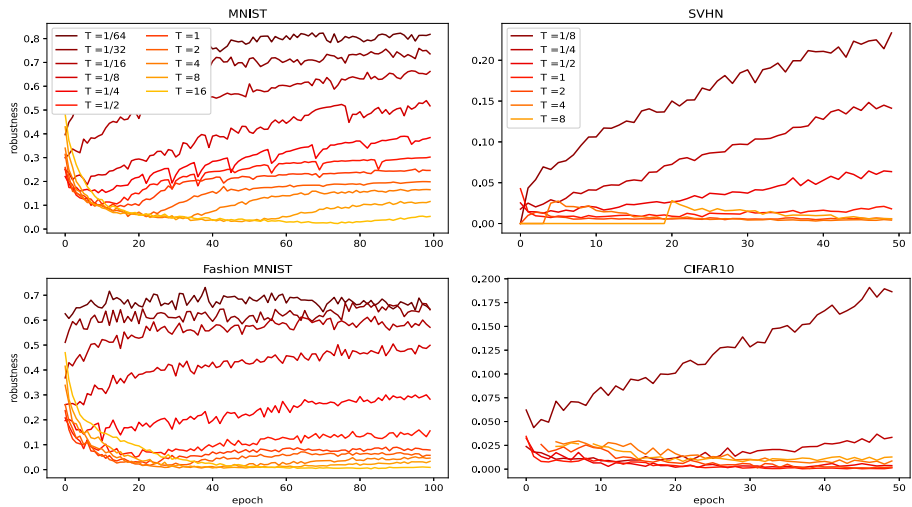 MNIST
robustness
0.8
0.7
0.6
0.5
0.4
0.3
0.2
0.1
0.0
T =1/64
T =1/32
T =1/16
T =1/8
T =1/4
T =1/2
T =1
T =2
T =4
T =8
T =16
0
20
40
60
80
100
SVHN
0.20
0.15
0.10
0.05
0.00
T =1/8
T =1/4
T =1/2
T =1
T =2
T =4
T =8
0
10
20
30
40
50
Fashion MNIST
robustness
0.7
0.6
0.5
0.4
0.3
0.2
0.1
0.0
0
20
40
60
80
100
epoch
CIFAR10
0.200
0.175
0.150
0.125
0.100
0.075
0.050
0.025
0.000
0
10
20
30
40
50
epoch